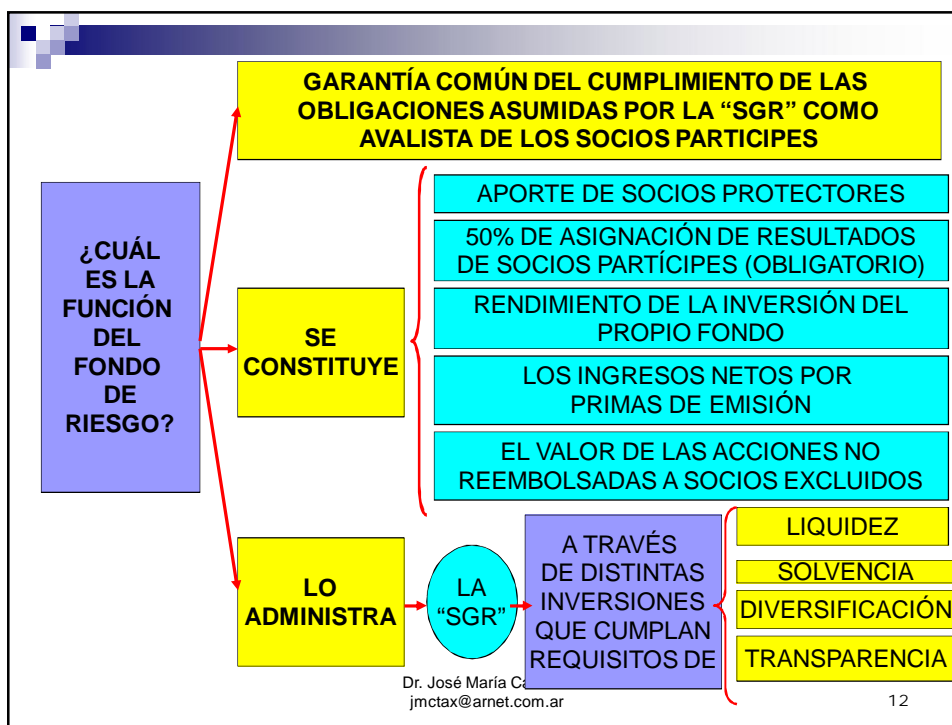 GARANTÍA COMÚN DEL CUMPLIMIENTO DE LAS
OBLIGACIONES ASUMIDAS POR LA “SGR” COMO
AVALISTA DE LOS SOCIOS PARTICIPES
¿CUÁL
ES LA
FUNCIÓN
DEL
FONDO
DE
RIESGO?
SE
CONSTITUYE
APORTE DE SOCIOS PROTECTORES
50% DE ASIGNACIÓN DE RESULTADOS
DE SOCIOS PARTÍCIPES (OBLIGATORIO)
RENDIMIENTO DE LA INVERSIÓN DEL
PROPIO FONDO
LOS INGRESOS NETOS POR
PRIMAS DE EMISIÓN
EL VALOR DE LAS ACCIONES NO
REEMBOLSADAS A SOCIOS EXCLUIDOS
LO
ADMINISTRA
LA
“SGR”
A TRAVÉS
DE DISTINTAS
INVERSIONES
QUE CUMPLAN
REQUISITOS DE
LIQUIDEZ
SOLVENCIA
DIVERSIFICACIÓN
TRANSPARENCIA
Dr. José María
jmctax@arnet.com.ar
12